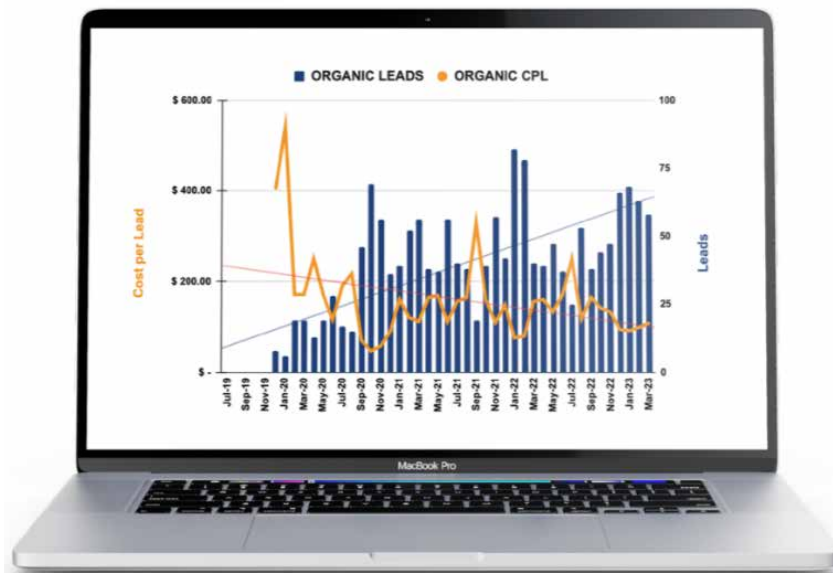 ORGANIC LEADS ORGANIC CPL
$ 600.00
$ 400.00
$ 200.00
$ -
Cost per Lead
100
75
50
25
0
Leads
Jul-19
Sep-19
Nov-19
Jan-20
Mar-20
May-20
Jul-20
Sep-20
Nov-20
Jan-21
Mar-21
May-21
Jul-21
Sep-21
Nov-21
Jan-22
Mar-22
May-22
Jul-22
Sep-22
Nov-22
Jan-23
Mar-23
MacBook Pro